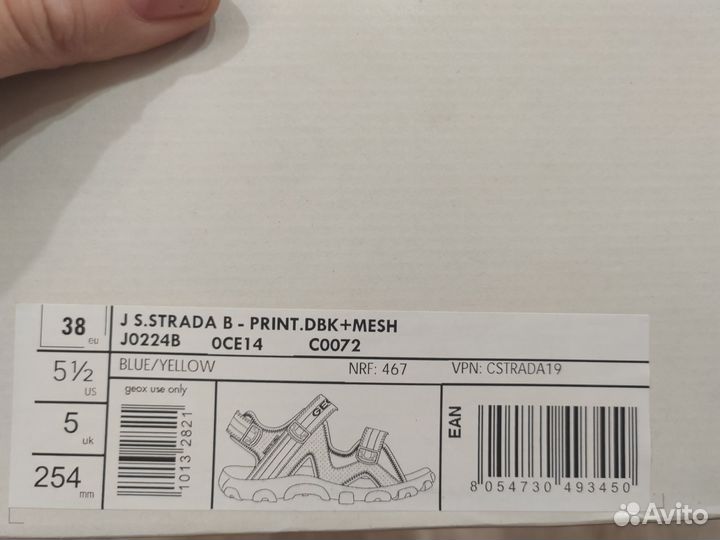 38 eu
J S.STRADA B - PRINT.DBK+MESH
J0224B 0CE14 C0072
5½ US
BLUE/YELLOW NRF: 467 VPN: CSTRADA19
geox use only
5 uk
254 mm
1013 2821
GEO
EAN
8 054730 493450
Avito